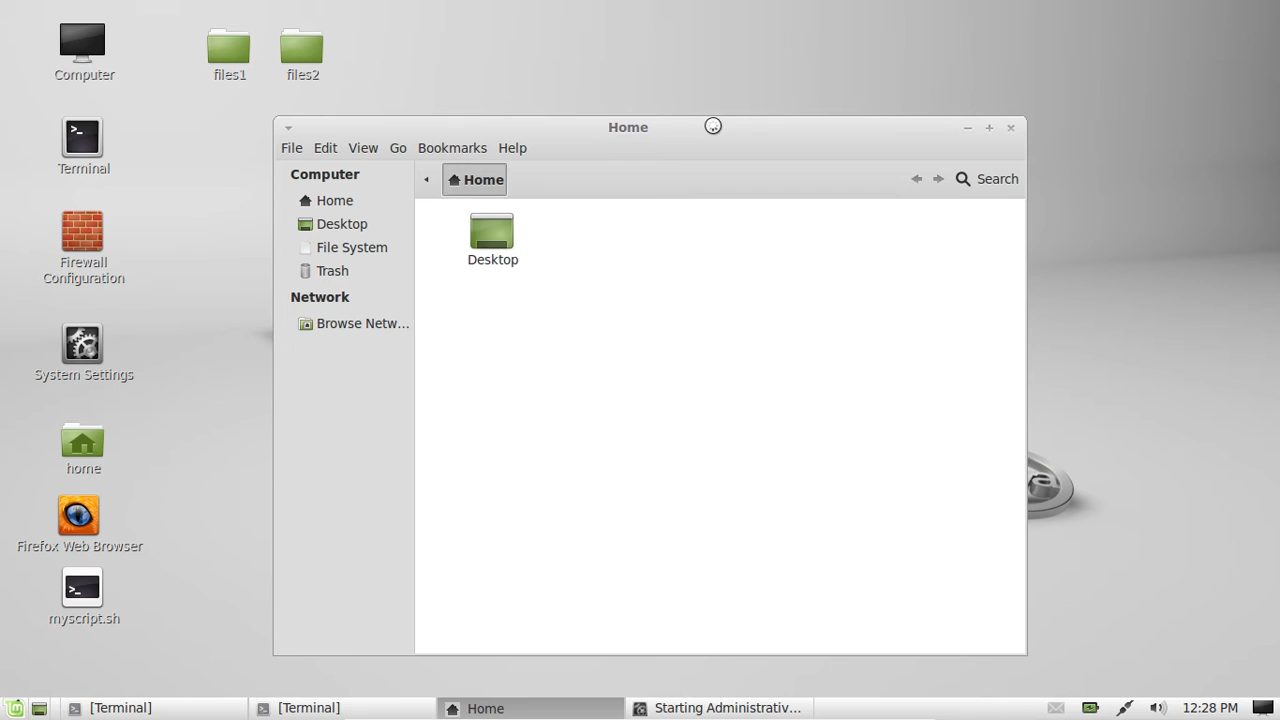 Computer
files1
files2
Terminal
Firewall
Configuration
System Settings
home
Firefox Web Browser
myscript.sh
Home
File Edit View Go Bookmarks Help
Computer
Home
Desktop
File System
Trash
Network
Browse Netw...
Home
Search
Desktop
[Terminal]
[Terminal]
Home
Starting Administrativ...
12:28 PM